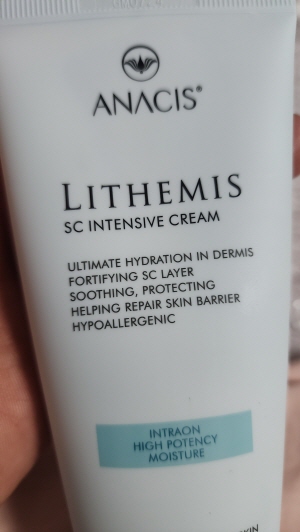 ANACIS®
LITHEMIS
SC INTENSIVE CREAM
ULTIMATE HYDRATION IN DERMIS
FORTIFYING SC LAYER
SOOTHING, PROTECTING
HELPING REPAIR SKIN BARRIER
HYPOALLERGENIC
INTRAON
HIGH POTENCY
MOISTURE
SKIN